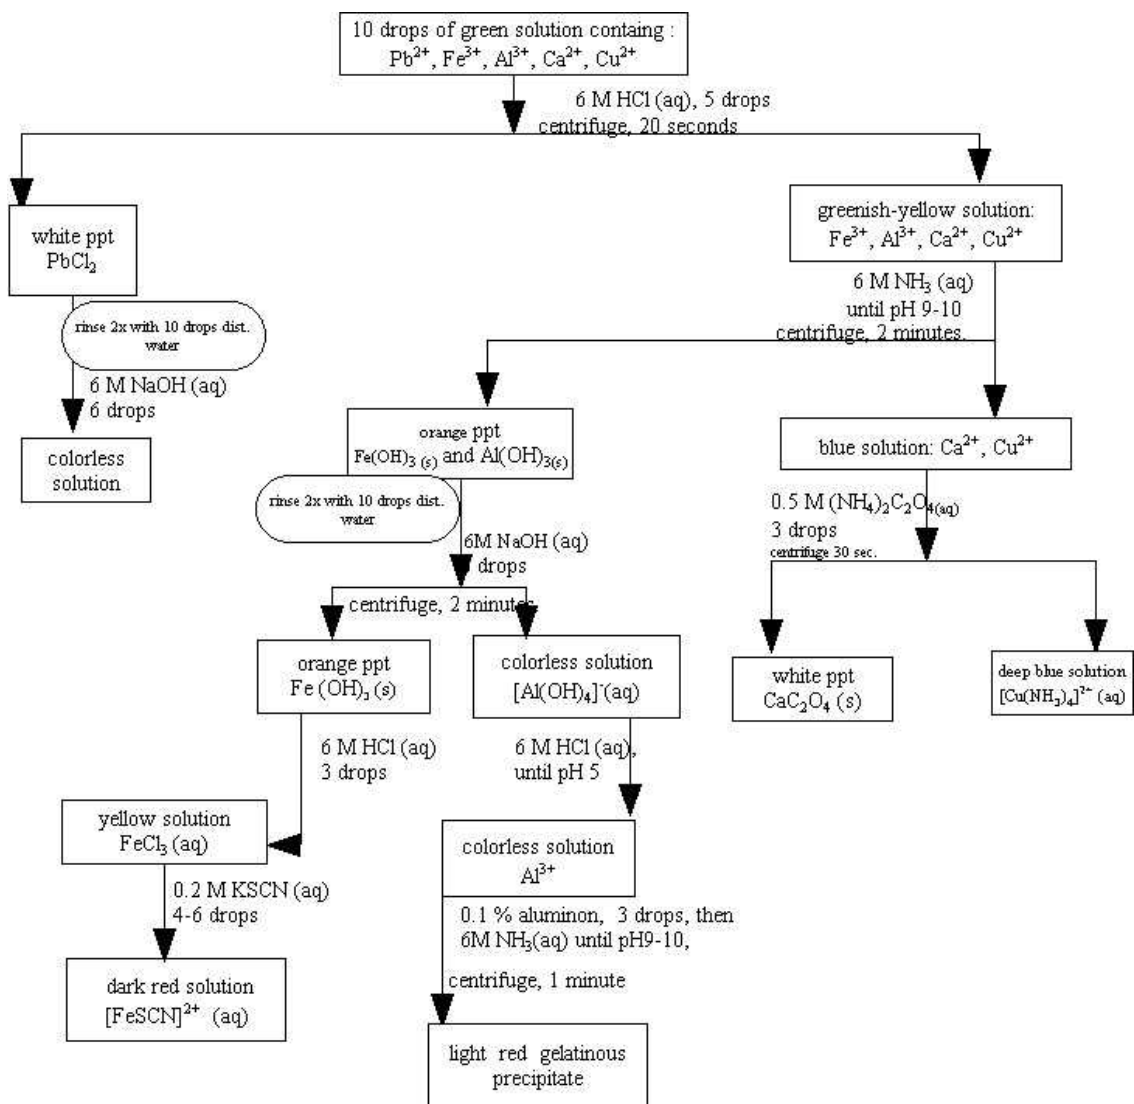 10 drops of green solution containg :
Pb²⁺, Fe³⁺, Al³⁺, Ca²⁺, Cu²⁺
6 M HCl (aq), 5 drops
centrifuge, 20 seconds
white ppt
PbCl₂
greenish-yellow solution:
Fe³⁺, Al³⁺, Ca²⁺, Cu²⁺
rinse 2x with 10 drops dist..
water
6 M NH₃ (aq)
until pH 9-10
centrifuge, 2 minutes.
6 M NaOH (aq)
6 drops
colorless
solution
orange ppt
Fe(OH)₃ (s) and Al(OH)₃(s)
blue solution: Ca²⁺, Cu²⁺
rinse 2x with 10 drops dist..
water
0.5 M (NH₄)₂C₂O₄(aq)
3 drops
centrifuge 30 sec.
6M NaOH (aq)
drops
centrifuge, 2 minutes
orange ppt
Fe (OH)₃ (s)
colorless solution
[Al(OH)₄]⁻(aq)
white ppt
CaC₂O₄ (s)
deep blue solution
[Cu(NH₃)₄]²⁺ (aq)
6 M HCl (aq)
3 drops
6 M HCl (aq),
until pH 5
yellow solution
FeCl₃ (aq)
colorless solution
Al³⁺
0.2 M KSCN (aq)
4-6 drops
0.1 % aluminon, 3 drops, then
6M NH₃(aq) until pH9-10,
centrifuge, 1 minute
dark red solution
[FeSCN]²⁺ (aq)
light red gelatinous
precipitate